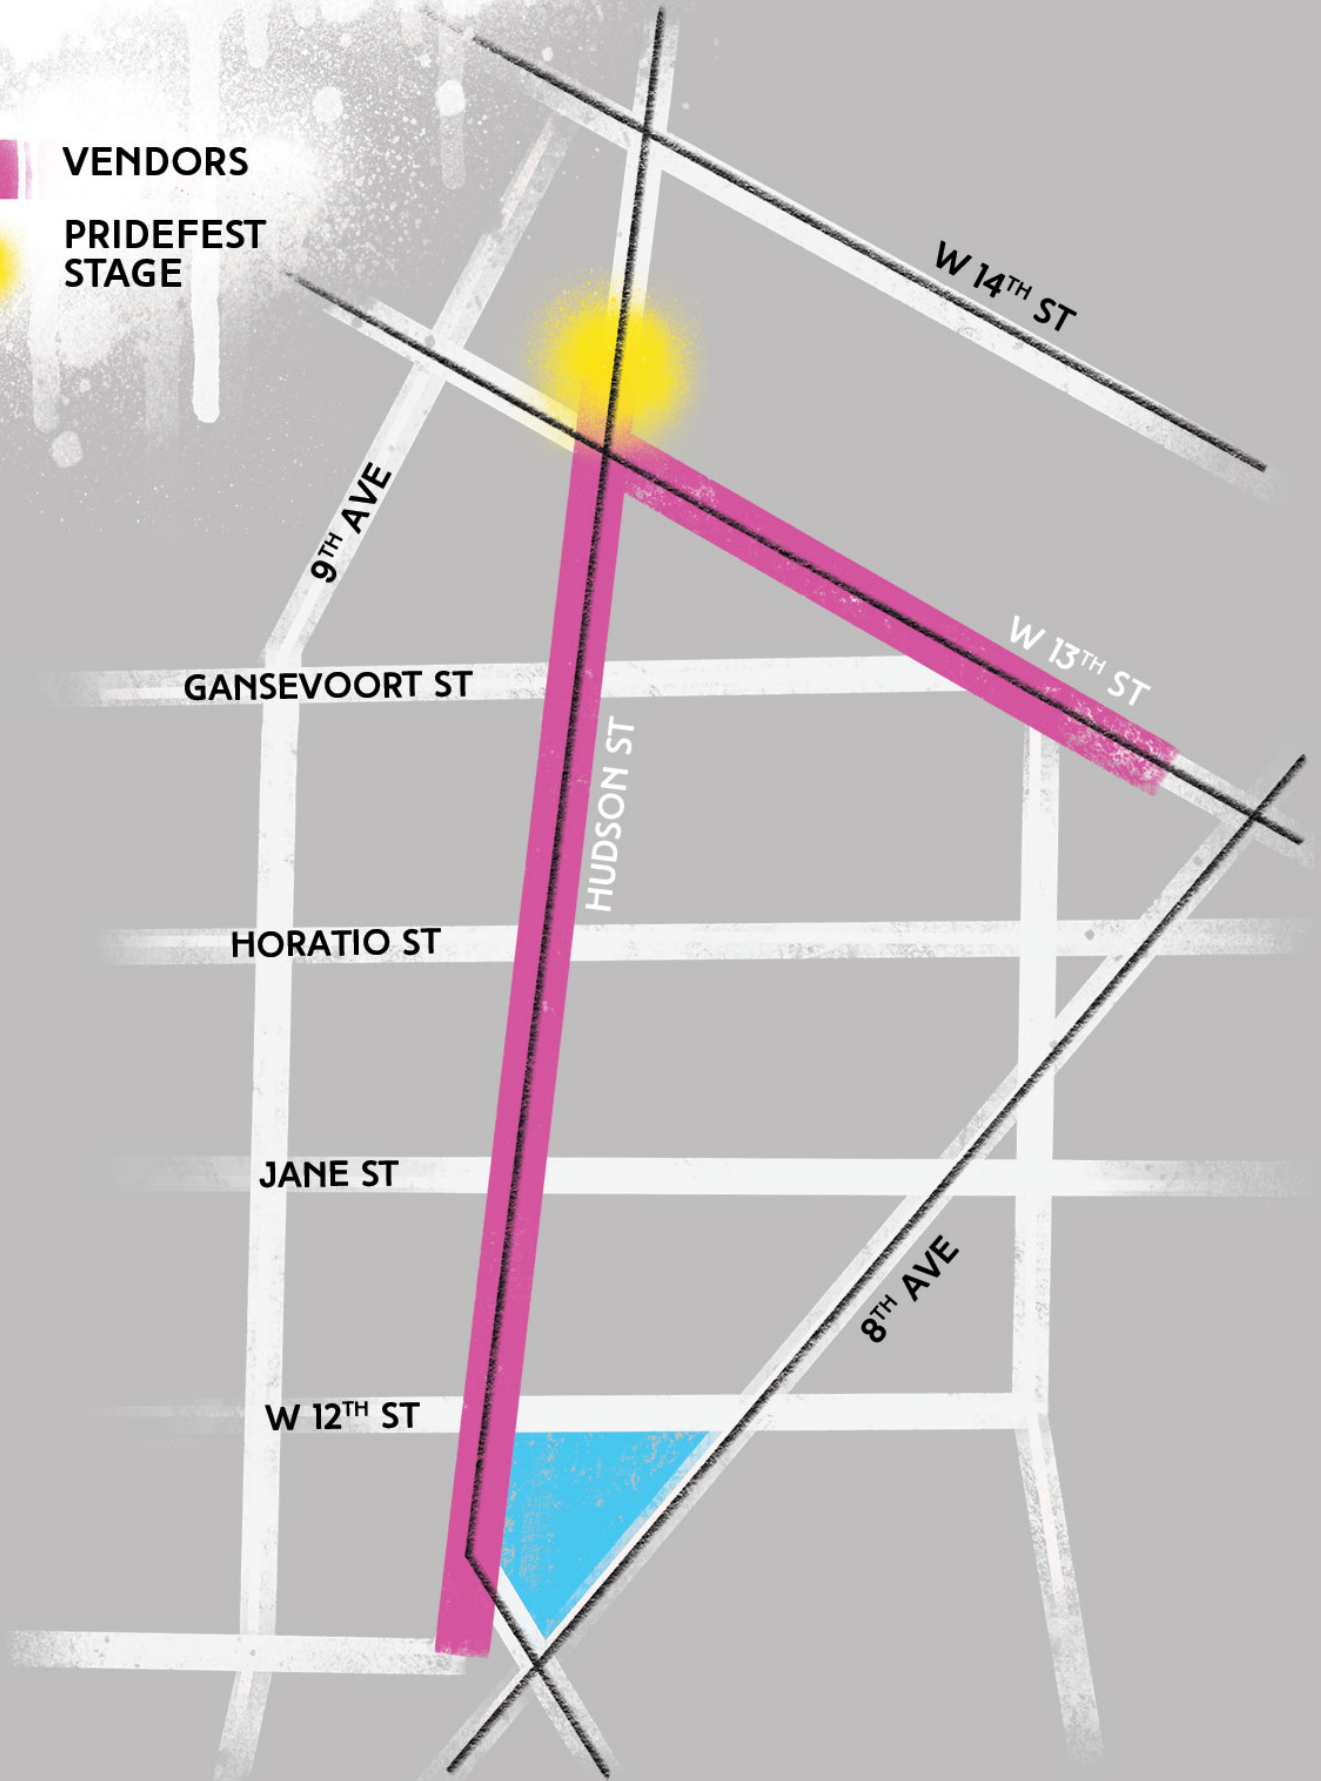 VENDORS
PRIDEFEST
STAGE
W 14TH ST
9TH AVE
W 13TH ST
GANSEVOORT ST
HUDSON ST
HORATIO ST
JANE ST
8TH AVE
W 12TH ST